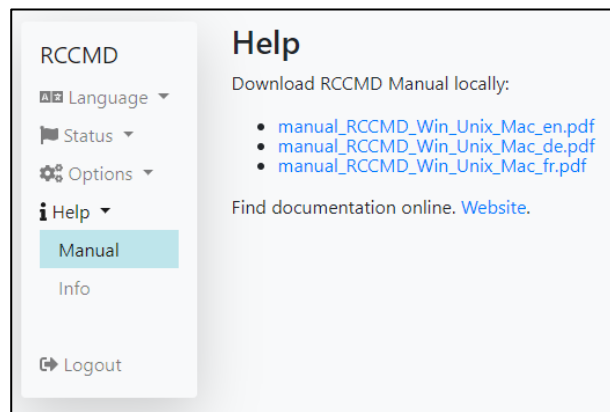 RCCMD
Language
Status
Options
Help
Manual
Info
Logout
Help
Download RCCMD Manual locally:
manual_RCCMD_Win_Unix_Mac_en.pdf
manual_RCCMD_Win_Unix_Mac_de.pdf
manual_RCCMD_Win_Unix_Mac_fr.pdf
Find documentation online. Website.